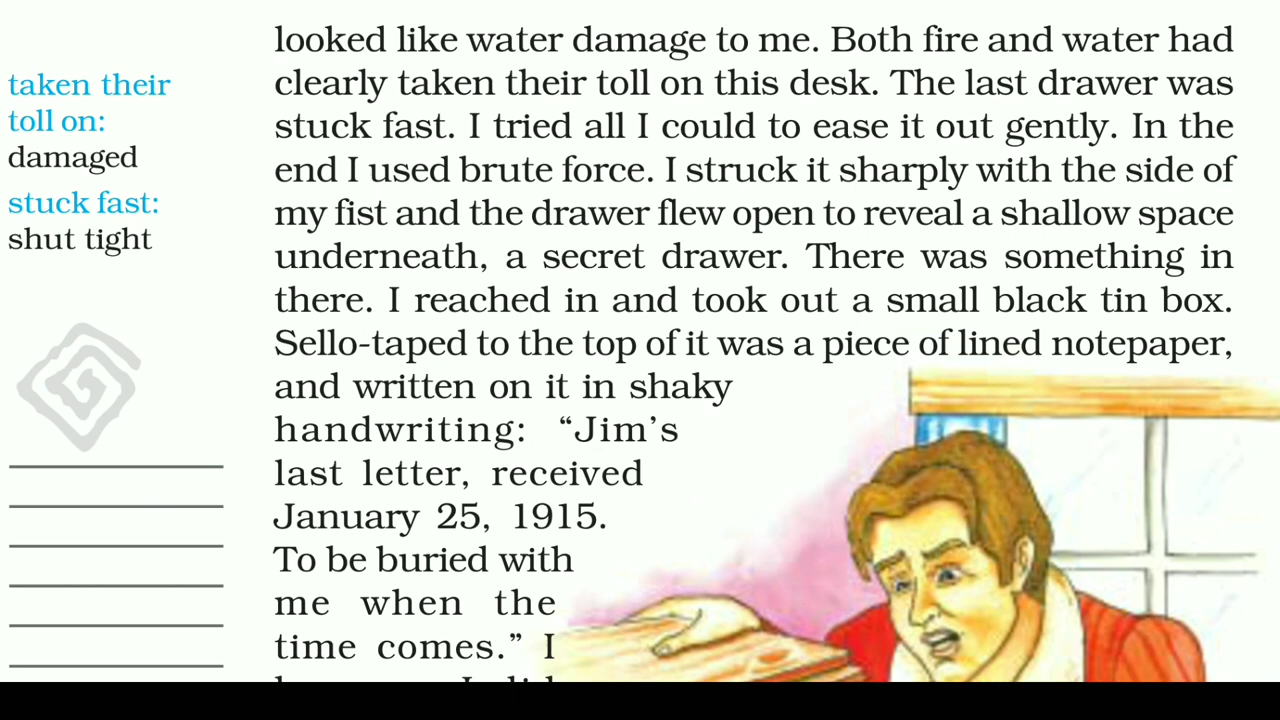 looked like water damage to me. Both fire and water had
clearly taken their toll on this desk. The last drawer was
stuck fast. I tried all I could to ease it out gently. In the
end I used brute force. I struck it sharply with the side of
my fist and the drawer flew open to reveal a shallow space
underneath, a secret drawer. There was something in
there. I reached in and took out a small black tin box.
Sello-taped to the top of it was a piece of lined notepaper,
and written on it in shaky
handwriting: “Jim’s
last letter, received
January 25, 1915.
To be buried with
me when the
time comes.” I
taken their
toll on:
damaged
stuck fast:
shut tight